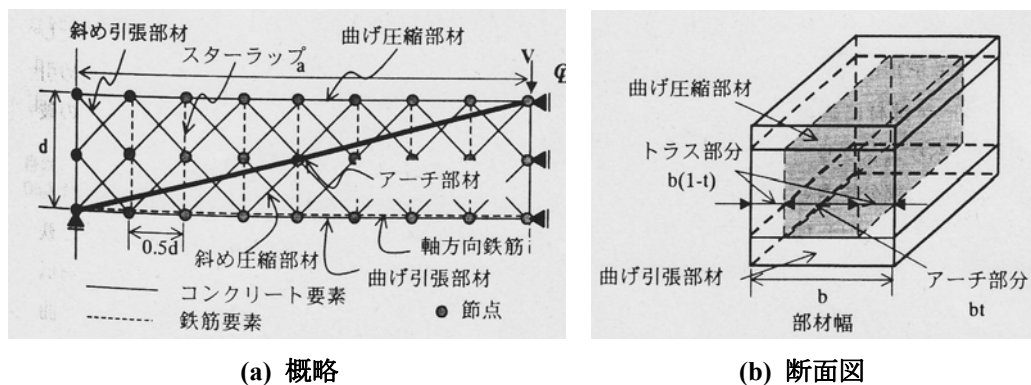 斜め引張部材
スターラップ
曲げ圧縮部材
V
a
d
アーチ部材
0.5d
斜め圧縮部材
軸方向鉄筋
曲げ引張部材
コンクリート要素
鉄筋要素
節点
(a) 概略
曲げ圧縮部材
トラス部分
b(1-t)
曲げ引張部材
アーチ部分
bt
b
部材幅
(b) 断面図